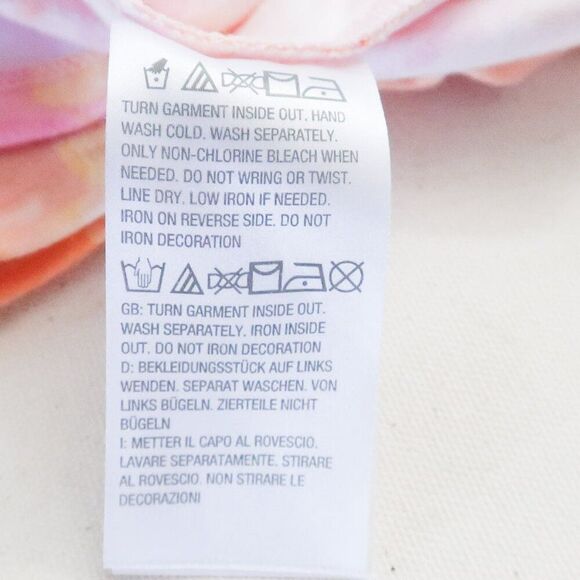 TURN GARMENT INSIDE OUT. HAND
WASH COLD. WASH SEPARATELY.
ONLY NON-CHLORINE BLEACH WHEN
NEEDED. DO NOT WRING OR TWIST.
LINE DRY. LOW IRON IF NEEDED.
IRON ON REVERSE SIDE. DO NOT
IRON DECORATION
GB: TURN GARMENT INSIDE OUT.
WASH SEPARATELY. IRON INSIDE
OUT. DO NOT IRON DECORATION
D: BEKLEIDUNGSSTÜCK AUF LINKS
WENDEN. SEPARAT WASCHEN. VON
LINKS BÜGELN. ZIERTEILE NICHT
BÜGELN
I: METTER IL CAPO AL ROVESCIO.
LAVARE SEPARATAMENTE. STIRARE
AL ROVESCIO. NON STIRARE LE
DECORAZIONI